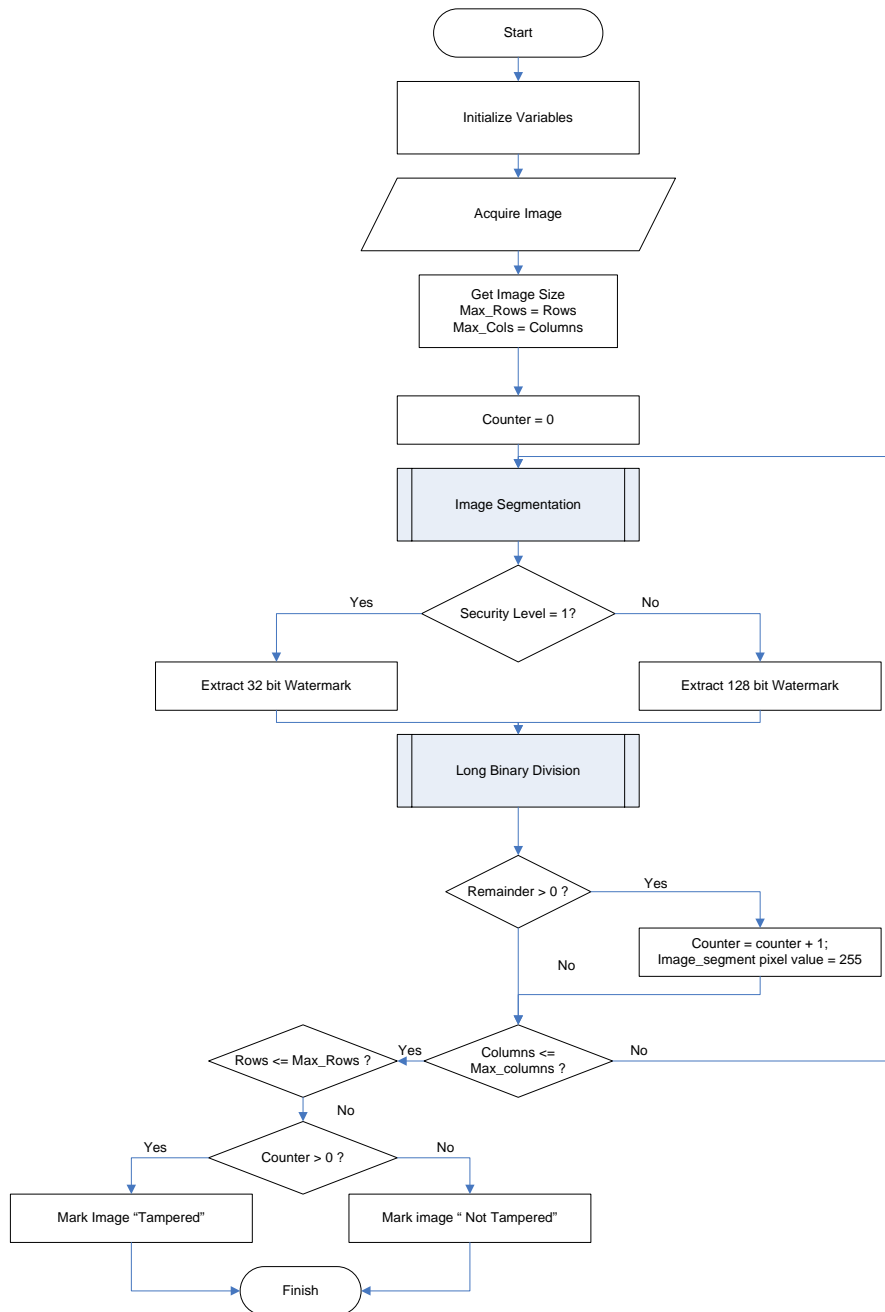 Start
Initialize Variables
Acquire Image
Get Image Size
Max_Rows = Rows
Max_Cols = Columns
Counter = 0
Image Segmentation
Security Level = 1?
Yes
No
Extract 32 bit Watermark
Extract 128 bit Watermark
Long Binary Division
Remainder > 0 ?
Yes
Counter = counter + 1;
Image_segment pixel value = 255
No
Columns <=
Max_columns ?
Yes
No
Rows <= Max_Rows ?
No
Counter > 0 ?
Yes
No
Mark Image “Tampered”
Mark image “ Not Tampered”
Finish